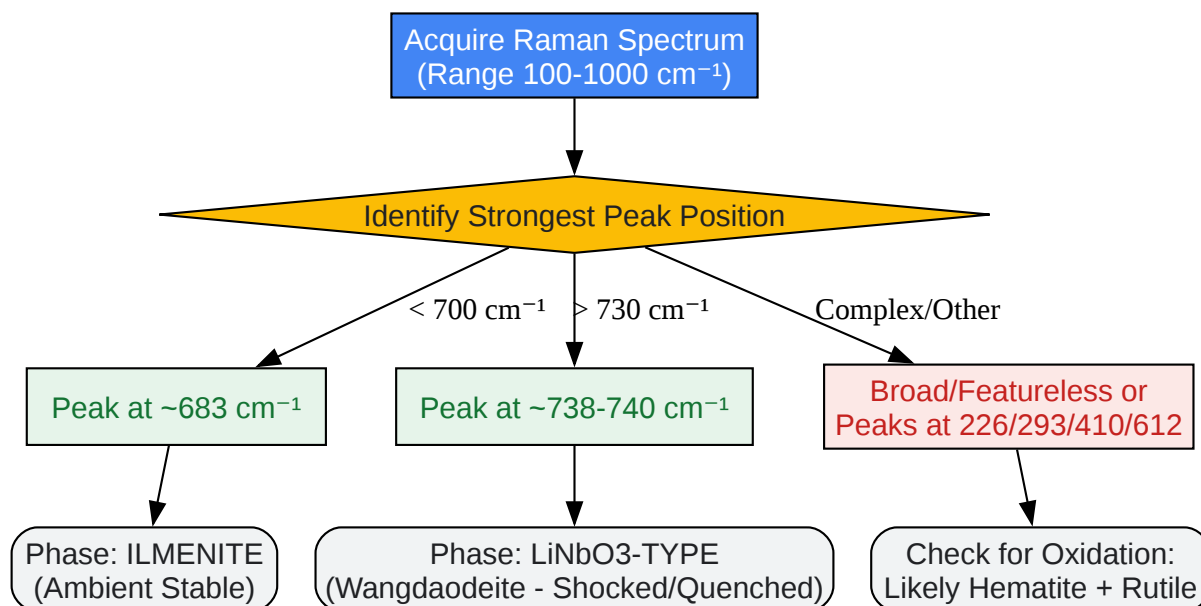 Acquire Raman Spectrum
(Range 100-1000 cm⁻¹)
Identify Strongest Peak Position
< 700 cm⁻¹
> 730 cm⁻¹
Complex/Other
Peak at ~683 cm⁻¹
Peak at ~738-740 cm⁻¹
Broad/Featureless or
Peaks at 226/293/410/612
Phase: ILMENITE
(Ambient Stable)
Phase: LiNbO3-TYPE
(Wangdaodeite - Shocked/Quenched)
Check for Oxidation:
Likely Hematite + Rutile